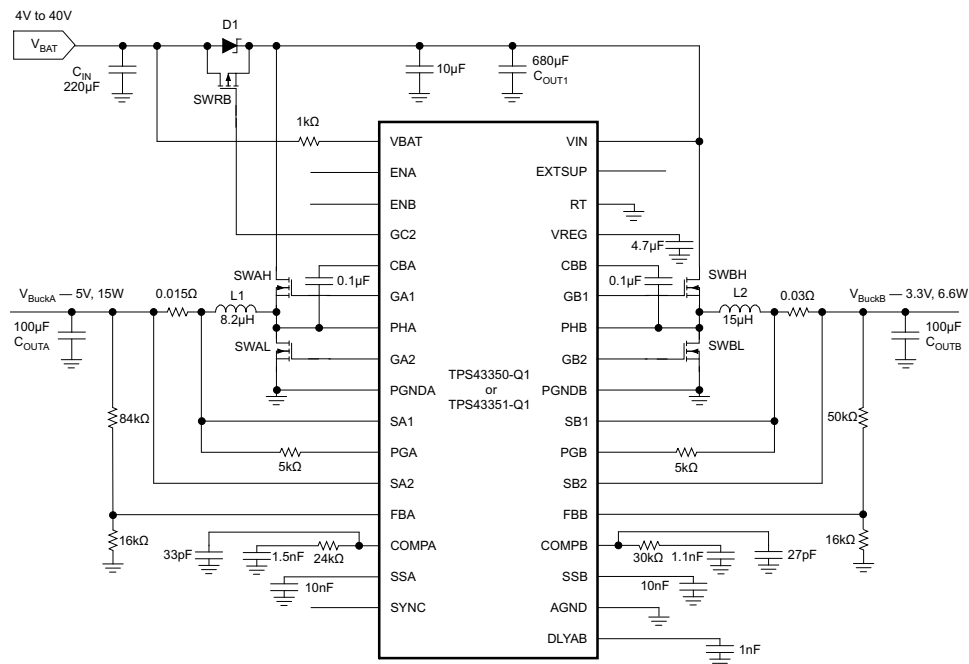 4V to 40V
D1
VBAT
CIN
220µF
SWRB
10µF
680µF
COUT1
1kΩ
VBAT
VIN
ENA
EXTSUP
ENB
RT
GC2
VREG
4.7µF
CBA
CBB
SWAH
0.1µF
0.1µF
SWBH
GA1
GB1
VBuckA — 5V, 15W
0.015Ω
L1
8.2µH
L2
15µH
0.03Ω
VBuckB — 3.3V, 6.6W
PHA
PHB
100µF
COUTA
SWAL
SWBL
100µF
COUTB
GA2
GB2
TPS43350-Q1
or
TPS43351-Q1
PGNDA
PGNDB
84kΩ
SA1
SB1
50kΩ
PGA
PGB
5kΩ
5kΩ
SA2
SB2
FBA
FBB
16kΩ
16kΩ
33pF
1.5nF
24kΩ
COMPA
COMPB
30kΩ
1.1nF
27pF
10nF
SSA
SSB
10nF
SYNC
AGND
DLYAB
1nF